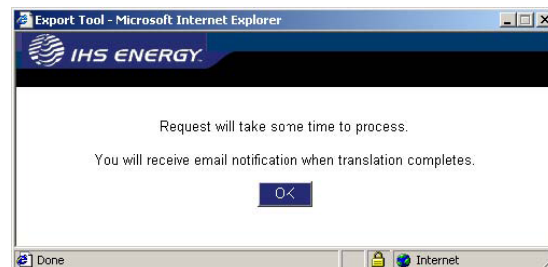 Export Tool - Microsoft Internet Explorer
IHS ENERGY.
Request will take some time to process.
You will receive email notification when translation completes.
OK
Done
Internet